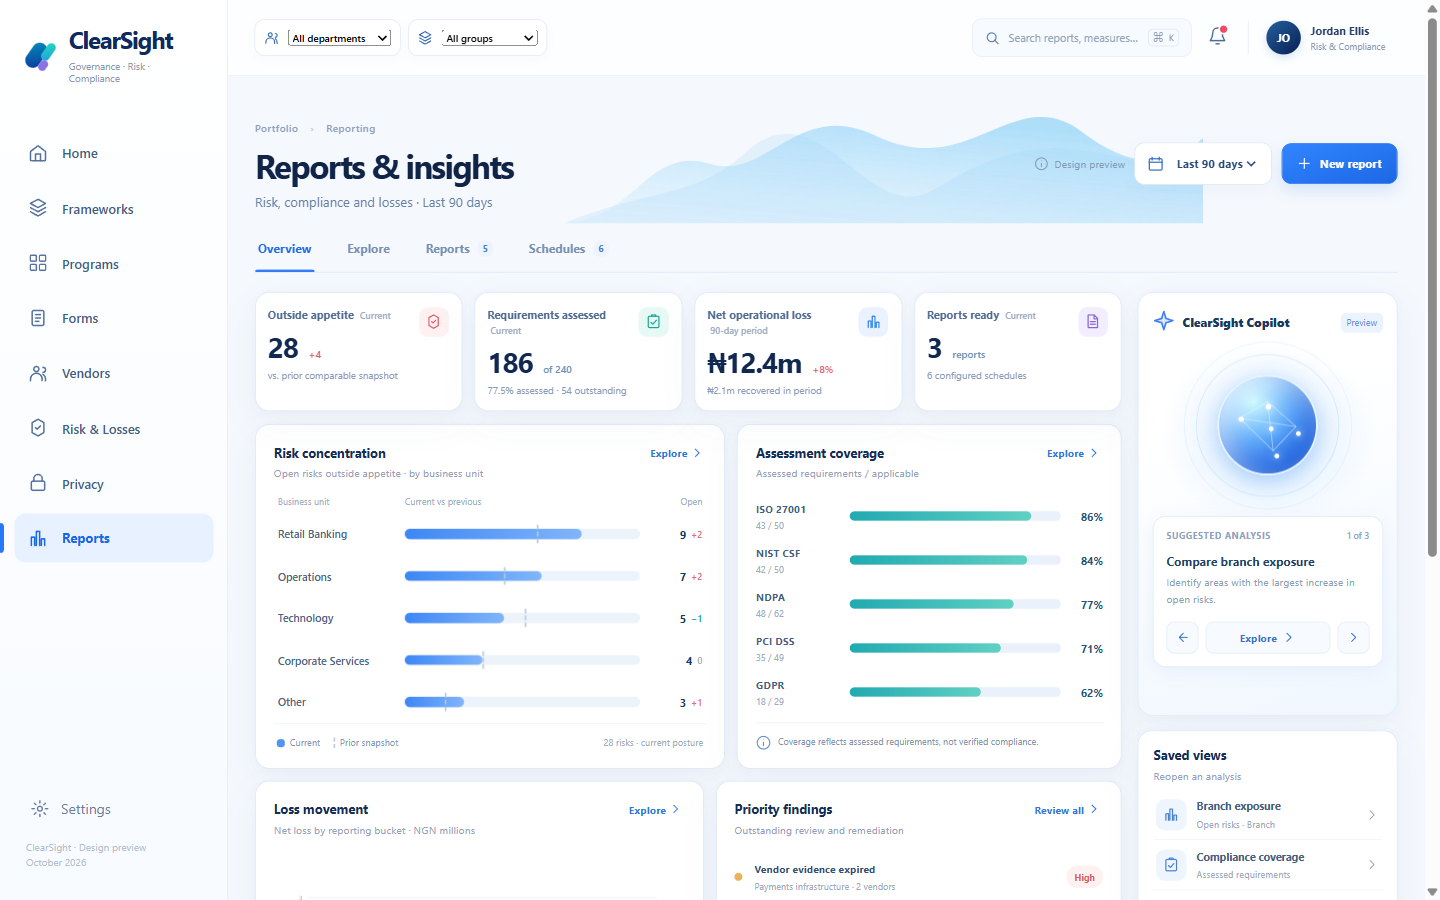 ClearSight
Governance · Risk ·
Compliance
Home
Frameworks
Programs
Forms
Vendors
Risk & Losses
Privacy
Reports
Settings
ClearSight · Design preview
October 2026
All departments
All groups
Search reports, measures...
⌘ K
JO
Jordan Ellis
Risk & Compliance
Portfolio · Reporting
Reports & insights
Risk, compliance and losses · Last 90 days
Design preview
Last 90 days
New report
Overview
Explore
Reports 5
Schedules 6
Outside appetite Current
28 +4
vs. prior comparable snapshot
Requirements assessed
Current
186 of 240
77.5% assessed · 54 outstanding
Net operational loss
90-day period
₦12.4m +8%
₦2.1m recovered in period
Reports ready Current
3 reports
6 configured schedules
Risk concentration
Explore
Open risks outside appetite · by business unit
Business unit Current vs previous Open
Retail Banking 9 +2
Operations 7 +2
Technology 5 −1
Corporate Services 4 0
Other 3 +1
Current Prior snapshot 28 risks · current posture
Assessment coverage
Explore
Assessed requirements / applicable
ISO 27001
43 / 50
86%
NIST CSF
42 / 50
84%
NDPA
48 / 62
77%
PCI DSS
35 / 49
71%
GDPR
18 / 29
62%
Coverage reflects assessed requirements, not verified compliance.
ClearSight Copilot
Preview
SUGGESTED ANALYSIS 1 of 3
Compare branch exposure
Identify areas with the largest increase in
open risks.
Explore
Saved views
Reopen an analysis
Branch exposure
Open risks · Branch
Compliance coverage
Assessed requirements
Loss movement
Explore
Net loss by reporting bucket · NGN millions
Priority findings
Review all
Outstanding review and remediation
Vendor evidence expired
Payments infrastructure · 2 vendors
High